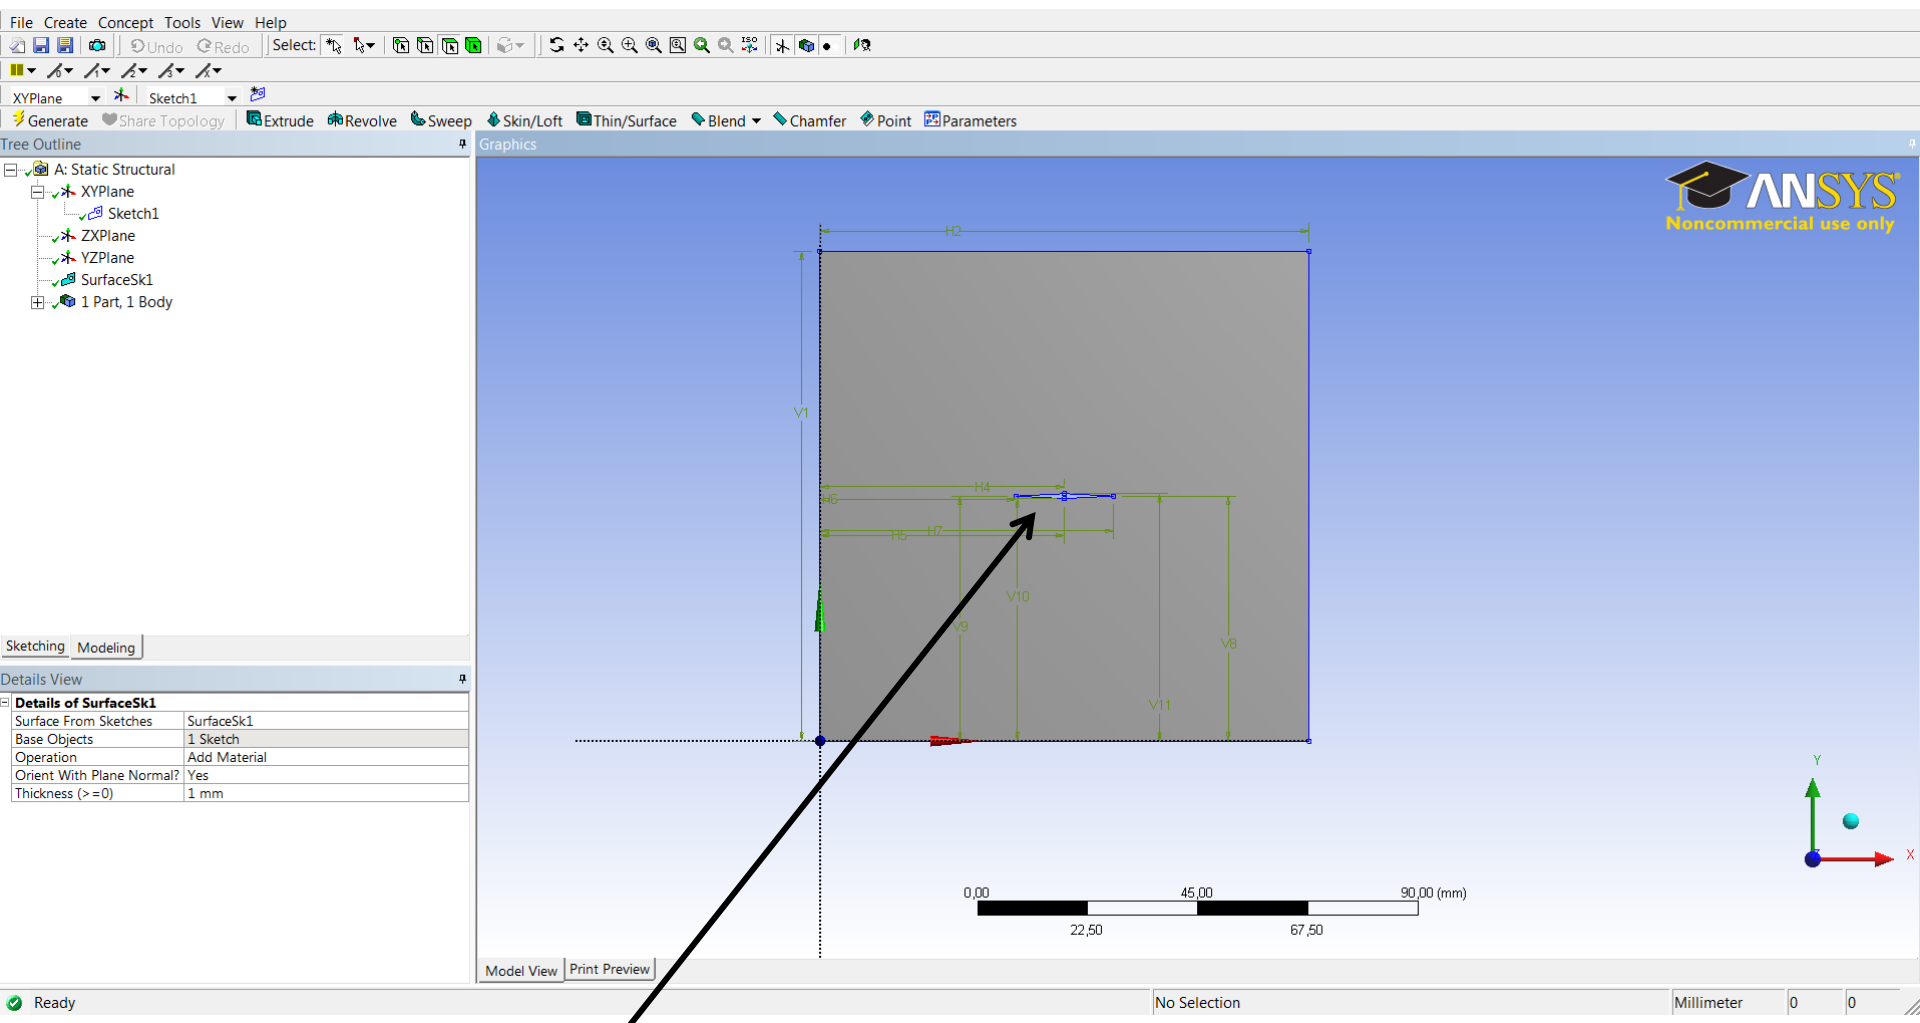 File Create Concept Tools View Help
Undo Redo Select: ISO
XYPlane Sketch1
Generate Share Topology Extrude Revolve Sweep Skin/Loft Thin/Surface Blend Chamfer Point Parameters
Tree Outline
Graphics
A: Static Structural
XYPlane
Sketch1
ZXPlane
YZPlane
SurfaceSk1
1 Part, 1 Body
Sketching Modeling
Details View
Details of SurfaceSk1
Surface From Sketches SurfaceSk1
Base Objects 1 Sketch
Operation Add Material
Orient With Plane Normal? Yes
Thickness (>=0) 1 mm
ANSYS
Noncommercial use only
H2
V1
H4
H6
H7
H5
V10
V9
V8
V11
Y
X
0,00 45,00 90,00 (mm)
22,50 67,50
Model View Print Preview
Ready No Selection Millimeter 0 0